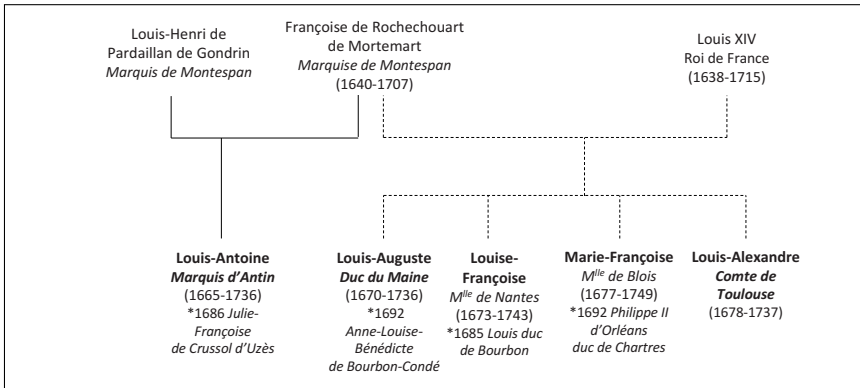 Louis-Henri de
Pardaillan de Gondrin
Marquis de Montespan
Françoise de Rochechouart
de Mortemart
Marquise de Montespan
(1640-1707)
Louis XIV
Roi de France
(1638-1715)
Louis-Antoine
Marquis d’Antin
(1665-1736)
*1686 Julie-
Françoise
de Crussol d’Uzès
Louis-Auguste
Duc du Maine
(1670-1736)
*1692
Anne-Louise-
Bénédicte
de Bourbon-Condé
Louise-
Françoise
Mlle de Nantes
(1673-1743)
*1685 Louis duc
de Bourbon
Marie-Françoise
Mlle de Blois
(1677-1749)
*1692 Philippe II
d’Orléans
duc de Chartres
Louis-Alexandre
Comte de
Toulouse
(1678-1737)